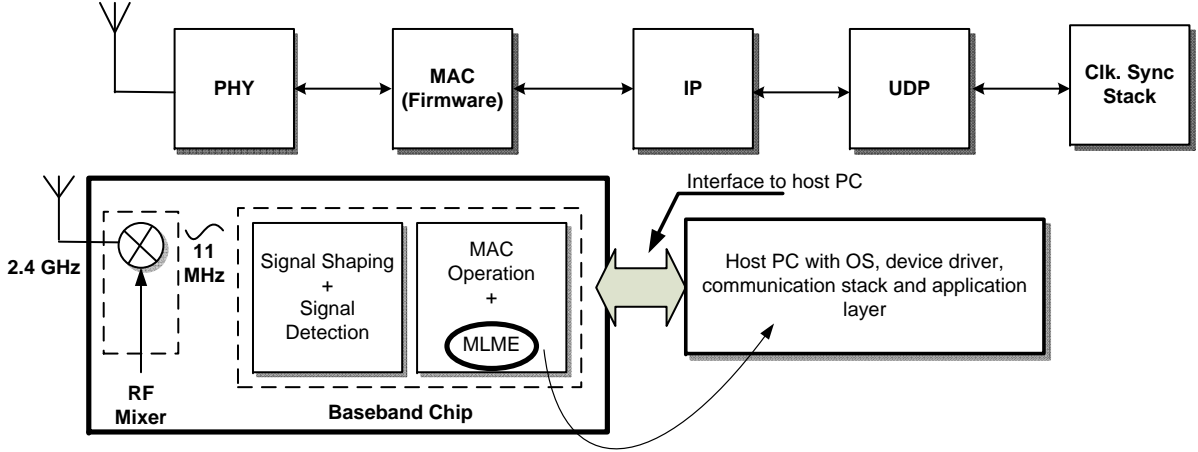 PHY
MAC
(Firmware)
IP
UDP
Clk. Sync
Stack
Interface to host PC
2.4 GHz
11
MHz
Signal Shaping
+
Signal
Detection
MAC
Operation
+
MLME
Host PC with OS, device driver,
communication stack and application
layer
RF
Mixer
Baseband Chip